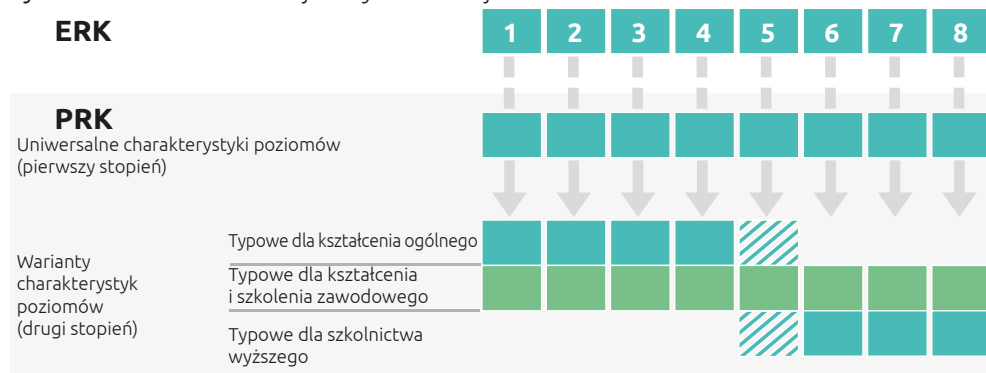 ERK
1 2 3 4 5 6 7 8
PRK
Uniwersalne charakterystyki poziomów
(pierwszy stopień)
Warianty
charakterystyk
poziomów
(drugi stopień)
Typowe dla kształcenia ogólnego
Typowe dla kształcenia
i szkolenia zawodowego
Typowe dla szkolnictwa
wyższego